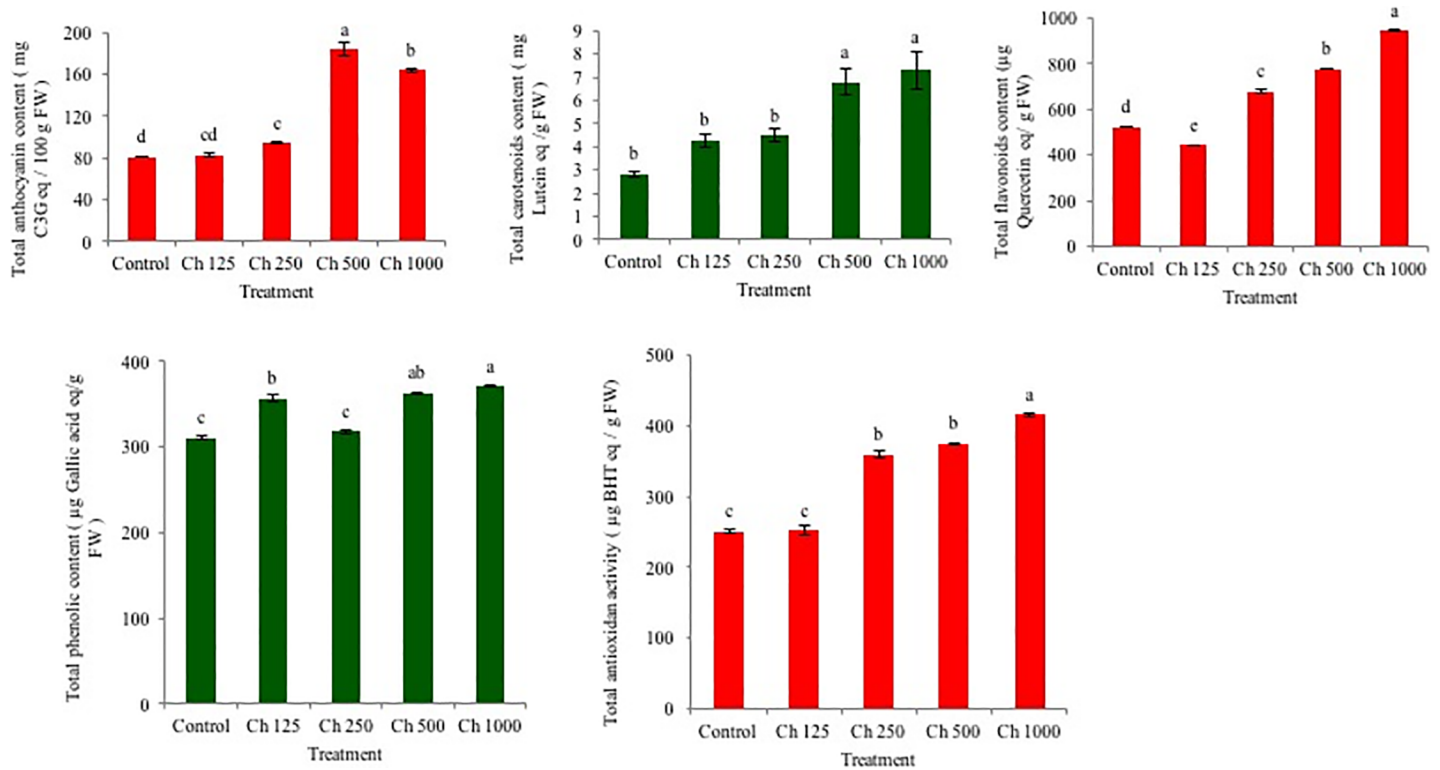 Total anthocyanin content ( mg
C3G eq / 100 g FW )
200
160
120
80
40
0
d
cd
c
a
b
Control Ch 125 Ch 250 Ch 500 Ch 1000
Treatment
Total carotenoids content ( mg
Lutein eq /g FW)
9
8
7
6
5
4
3
2
1
0
b
b
b
a
a
Control Ch 125 Ch 250 Ch 500 Ch 1000
Treatment
Total flavonoids content (µg
Quercetin eq/ g FW)
1000
800
600
400
200
0
d
e
c
b
a
Control Ch 125 Ch 250 Ch 500 Ch 1000
Treatment
Total phenolic content ( µg Gallic acid eq/g
FW )
400
300
200
100
0
c
b
c
ab
a
Control Ch 125 Ch 250 Ch 500 Ch 1000
Treatment
Total antioxidan activity ( µg BHT eq / g FW)
500
400
300
200
100
0
c
c
b
b
a
Control Ch 125 Ch 250 Ch 500 Ch 1000
Treatment